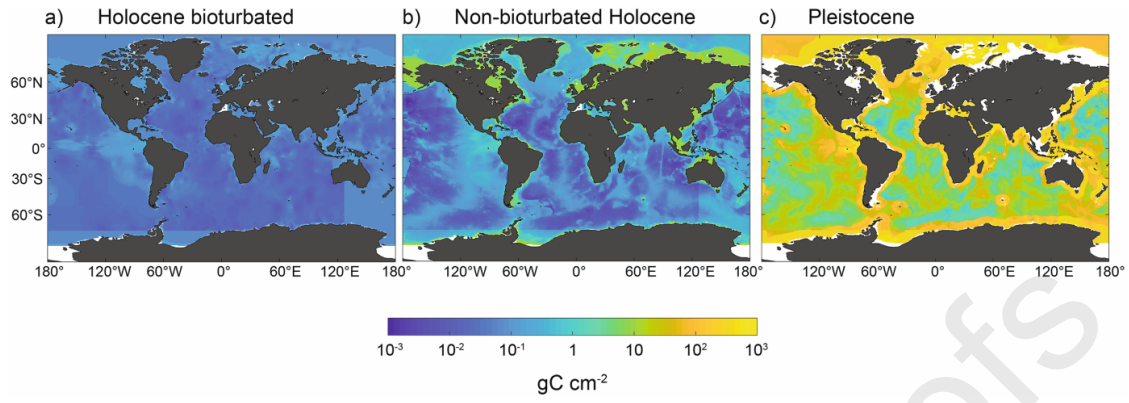 a) Holocene bioturbated
b) Non-bioturbated Holocene
c) Pleistocene
60°N
30°N
0°
30°S
60°S
180° 120°W 60°W 0° 60°E 120°E 180°
120°W 60°W 0° 60°E 120°E 180°
120°W 60°W 0° 60°E 120°E 180°
10⁻³ 10⁻² 10⁻¹ 1 10 10² 10³
gC cm⁻²